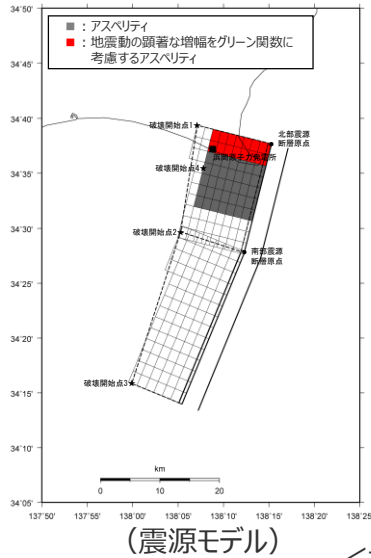 ■：アスペリティ
■：地震動の顕著な増幅をグリーン関数に
考慮するアスペリティ
34˚50'
34˚45'
34˚40'
34˚35'
34˚30'
34˚25'
34˚20'
34˚15'
34˚10'
34˚05'
破壊開始点1
北部震源
断層原点
浜岡原子力発電所
破壊開始点4
破壊開始点2
南部震源
断層原点
破壊開始点3
km
0 10 20
137˚50' 137˚55' 138˚00' 138˚05' 138˚10' 138˚15' 138˚20' 138˚25'
（震源モデル）